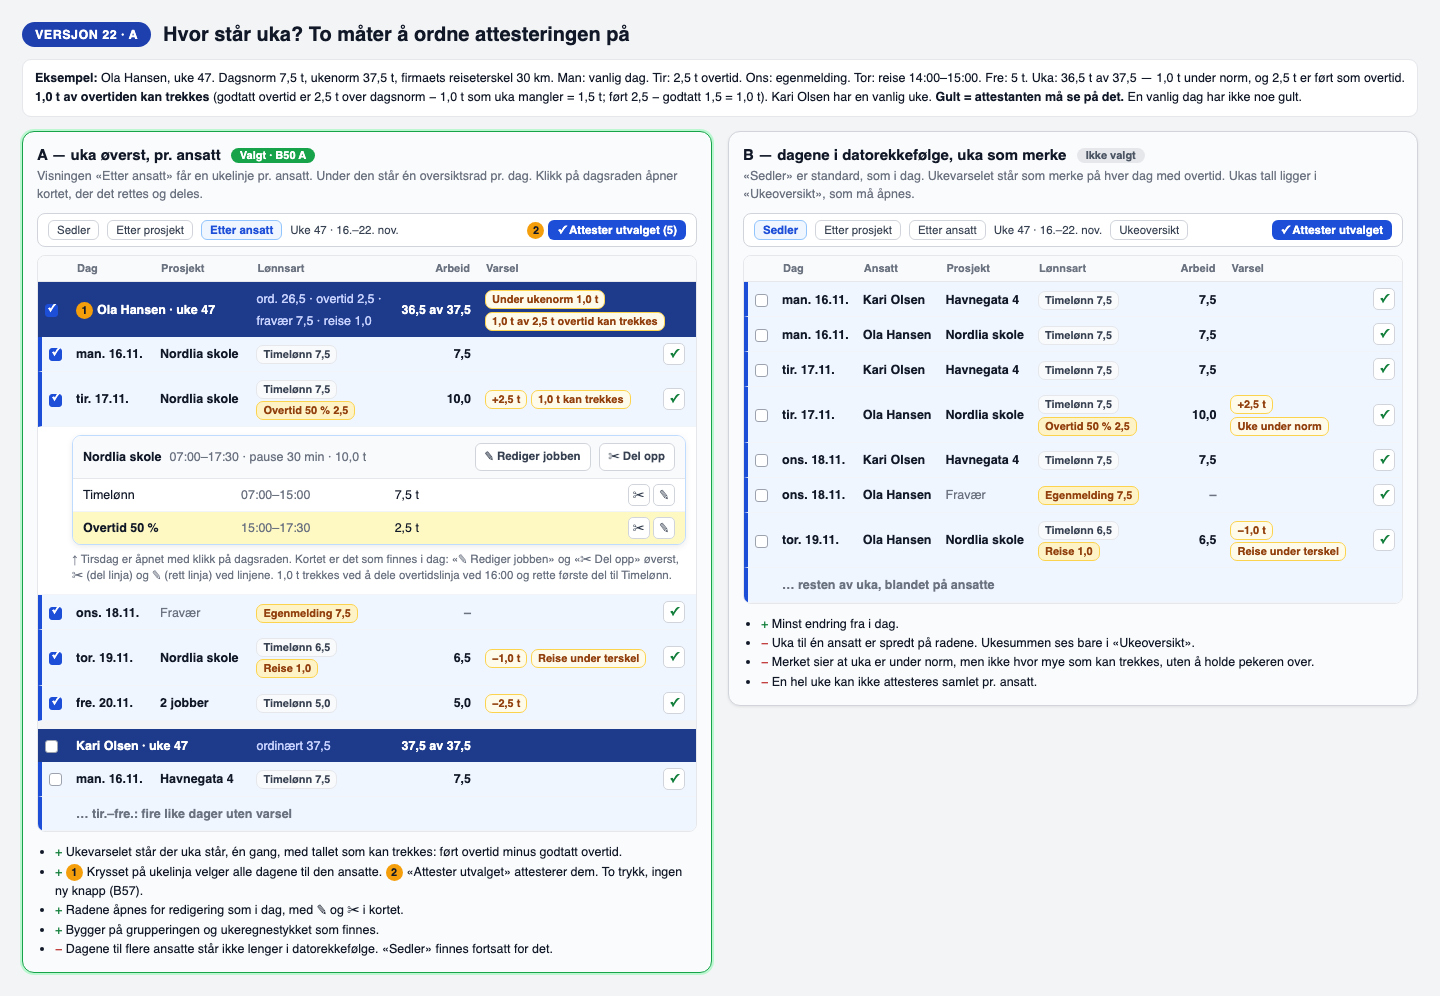 VERSJON 22 · A
Hvor står uka? To måter å ordne attesteringen på
Eksempel: Ola Hansen, uke 47. Dagsnorm 7,5 t, ukenorm 37,5 t, firmaets reiseterskel 30 km. Man: vanlig dag. Tir: 2,5 t overtid. Ons: egenmelding. Tor: reise 14:00–15:00. Fre: 5 t. Uka: 36,5 t av 37,5 — 1,0 t under norm, og 2,5 t er ført som overtid.
1,0 t av overtiden kan trekkes (godtatt overtid er 2,5 t over dagsnorm − 1,0 t som uka mangler = 1,5 t; ført 2,5 − godtatt 1,5 = 1,0 t). Kari Olsen har en vanlig uke. Gult = attestanten må se på det. En vanlig dag har ikke noe gult.
A — uka øverst, pr. ansatt
Valgt · B50 A
Visningen «Etter ansatt» får en ukelinje pr. ansatt. Under den står én oversiktsrad pr. dag. Klikk på dagsraden åpner
kortet, der det rettes og deles.
Sedler
Etter prosjekt
Etter ansatt
Uke 47 · 16.–22. nov.
2
✓ Attester utvalget (5)
Dag
Prosjekt
Lønnsart
Arbeid
Varsel
1
Ola Hansen · uke 47
ord. 26,5 · overtid 2,5 ·
fravær 7,5 · reise 1,0
36,5 av 37,5
Under ukenorm 1,0 t
1,0 t av 2,5 t overtid kan trekkes
man. 16.11.
Nordlia skole
Timelønn 7,5
7,5
✓
tir. 17.11.
Nordlia skole
Timelønn 7,5
Overtid 50 % 2,5
10,0
+2,5 t
1,0 t kan trekkes
✓
Nordlia skole 07:00–17:30 · pause 30 min · 10,0 t
✎ Rediger jobben
✂ Del opp
Timelønn
07:00–15:00
7,5 t
✂
✎
Overtid 50 %
15:00–17:30
2,5 t
✂
✎
↑ Tirsdag er åpnet med klikk på dagsraden. Kortet er det som finnes i dag: «✎ Rediger jobben» og «✂ Del opp» øverst,
✂ (del linja) og ✎ (rett linja) ved linjene. 1,0 t trekkes ved å dele overtidslinja ved 16:00 og rette første del til Timelønn.
ons. 18.11.
Fravær
Egenmelding 7,5
–
✓
tor. 19.11.
Nordlia skole
Timelønn 6,5
Reise 1,0
6,5
−1,0 t
Reise under terskel
✓
fre. 20.11.
2 jobber
Timelønn 5,0
5,0
−2,5 t
✓
Kari Olsen · uke 47
ordinært 37,5
37,5 av 37,5
man. 16.11.
Havnegata 4
Timelønn 7,5
7,5
✓
… tir.–fre.: fire like dager uten varsel
• + Ukevarselet står der uka står, én gang, med tallet som kan trekkes: ført overtid minus godtatt overtid.
• + 1 Krysset på ukelinja velger alle dagene til den ansatte. 2 «Attester utvalget» attesterer dem. To trykk, ingen
ny knapp (B57).
• + Radene åpnes for redigering som i dag, med ✎ og ✂ i kortet.
• + Bygger på grupperingen og ukeregnestykket som finnes.
• − Dagene til flere ansatte står ikke lenger i datorekkefølge. «Sedler» finnes fortsatt for det.
B — dagene i datorekkefølge, uka som merke
Ikke valgt
«Sedler» er standard, som i dag. Ukevarselet står som merke på hver dag med overtid. Ukas tall ligger i
«Ukeoversikt», som må åpnes.
Sedler
Etter prosjekt
Etter ansatt
Uke 47 · 16.–22. nov.
Ukeoversikt
✓ Attester utvalget
Dag
Ansatt
Prosjekt
Lønnsart
Arbeid
Varsel
man. 16.11.
Kari Olsen
Havnegata 4
Timelønn 7,5
7,5
✓
man. 16.11.
Ola Hansen
Nordlia skole
Timelønn 7,5
7,5
✓
tir. 17.11.
Kari Olsen
Havnegata 4
Timelønn 7,5
7,5
✓
tir. 17.11.
Ola Hansen
Nordlia skole
Timelønn 7,5
Overtid 50 % 2,5
10,0
+2,5 t
Uke under norm
✓
ons. 18.11.
Kari Olsen
Havnegata 4
Timelønn 7,5
7,5
✓
ons. 18.11.
Ola Hansen
Fravær
Egenmelding 7,5
–
✓
tor. 19.11.
Ola Hansen
Nordlia skole
Timelønn 6,5
Reise 1,0
6,5
−1,0 t
Reise under terskel
✓
… resten av uka, blandet på ansatte
• + Minst endring fra i dag.
• − Uka til én ansatt er spredt på radene. Ukesummen ses bare i «Ukeoversikt».
• − Merket sier at uka er under norm, men ikke hvor mye som kan trekkes, uten å holde pekeren over.
• − En hel uke kan ikke attesteres samlet pr. ansatt.